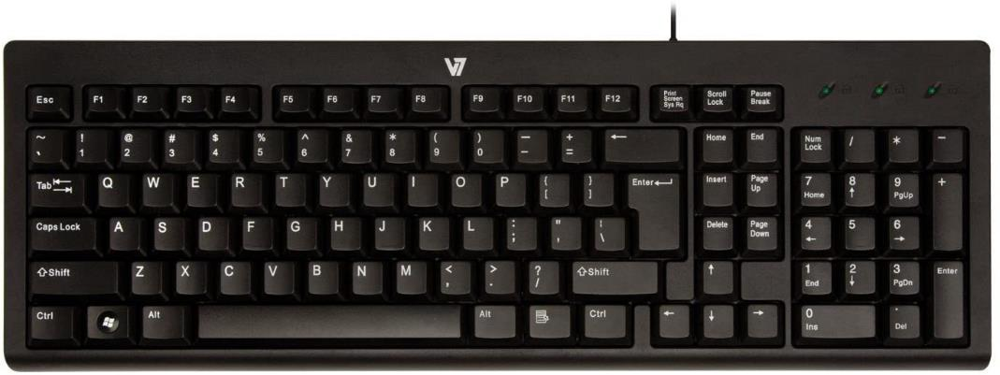 V7
Esc F1 F2 F3 F4 F5 F6 F7 F8 F9 F10 F11 F12 Print Screen Sys Rq Scroll Lock Pause Break
~ ! @ # $ % ^ & * ( ) _ + ← Home End Num Lock / * -
` 1 2 3 4 5 6 7 8 9 0 - =
Tab Q W E R T Y U I O P { [ } ] Enter Insert Page Up 7 Home 8 ↑ 9 PgUp +
Caps Lock A S D F G H J K L : ; " ' | \ Delete Page Down 4 ← 5 6 →
⇧Shift Z X C V B N M < , > . ? / ⇧Shift ↑ 1 End 2 ↓ 3 PgDn Enter
Ctrl Alt Alt Ctrl ← ↓ → 0 Ins . Del